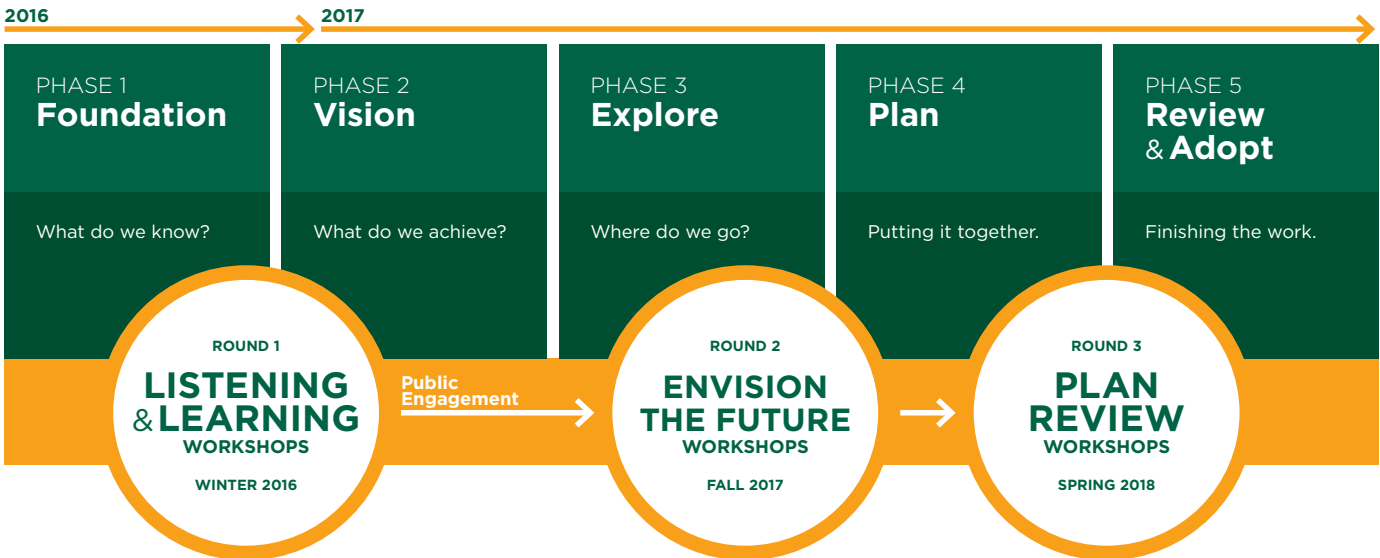 2016
2017
PHASE 1
Foundation
What do we know?
PHASE 2
Vision
What do we achieve?
PHASE 3
Explore
Where do we go?
PHASE 4
Plan
Putting it together.
PHASE 5
Review
& Adopt
Finishing the work.
ROUND 1
LISTENING
& LEARNING
WORKSHOPS
WINTER 2016
Public
Engagement
ROUND 2
ENVISION
THE FUTURE
WORKSHOPS
FALL 2017
ROUND 3
PLAN
REVIEW
WORKSHOPS
SPRING 2018